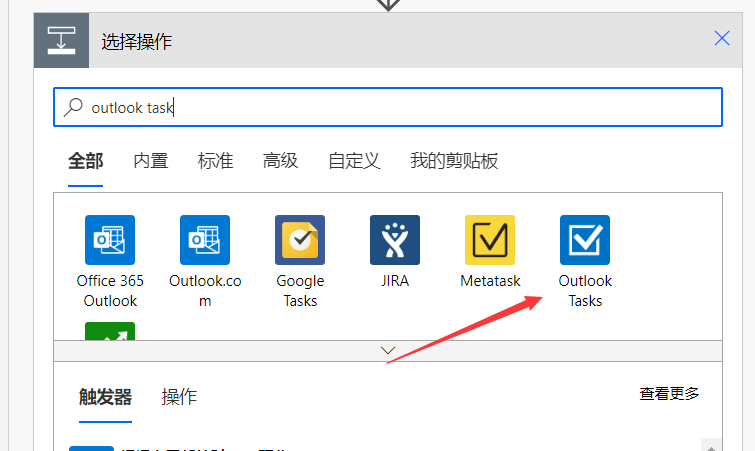 选择操作
outlook task
全部 内置 标准 高级 自定义 我的剪贴板
Office 365 Outlook
Outlook.com
Google Tasks
JIRA
Metatask
Outlook Tasks
触发器 操作 查看更多